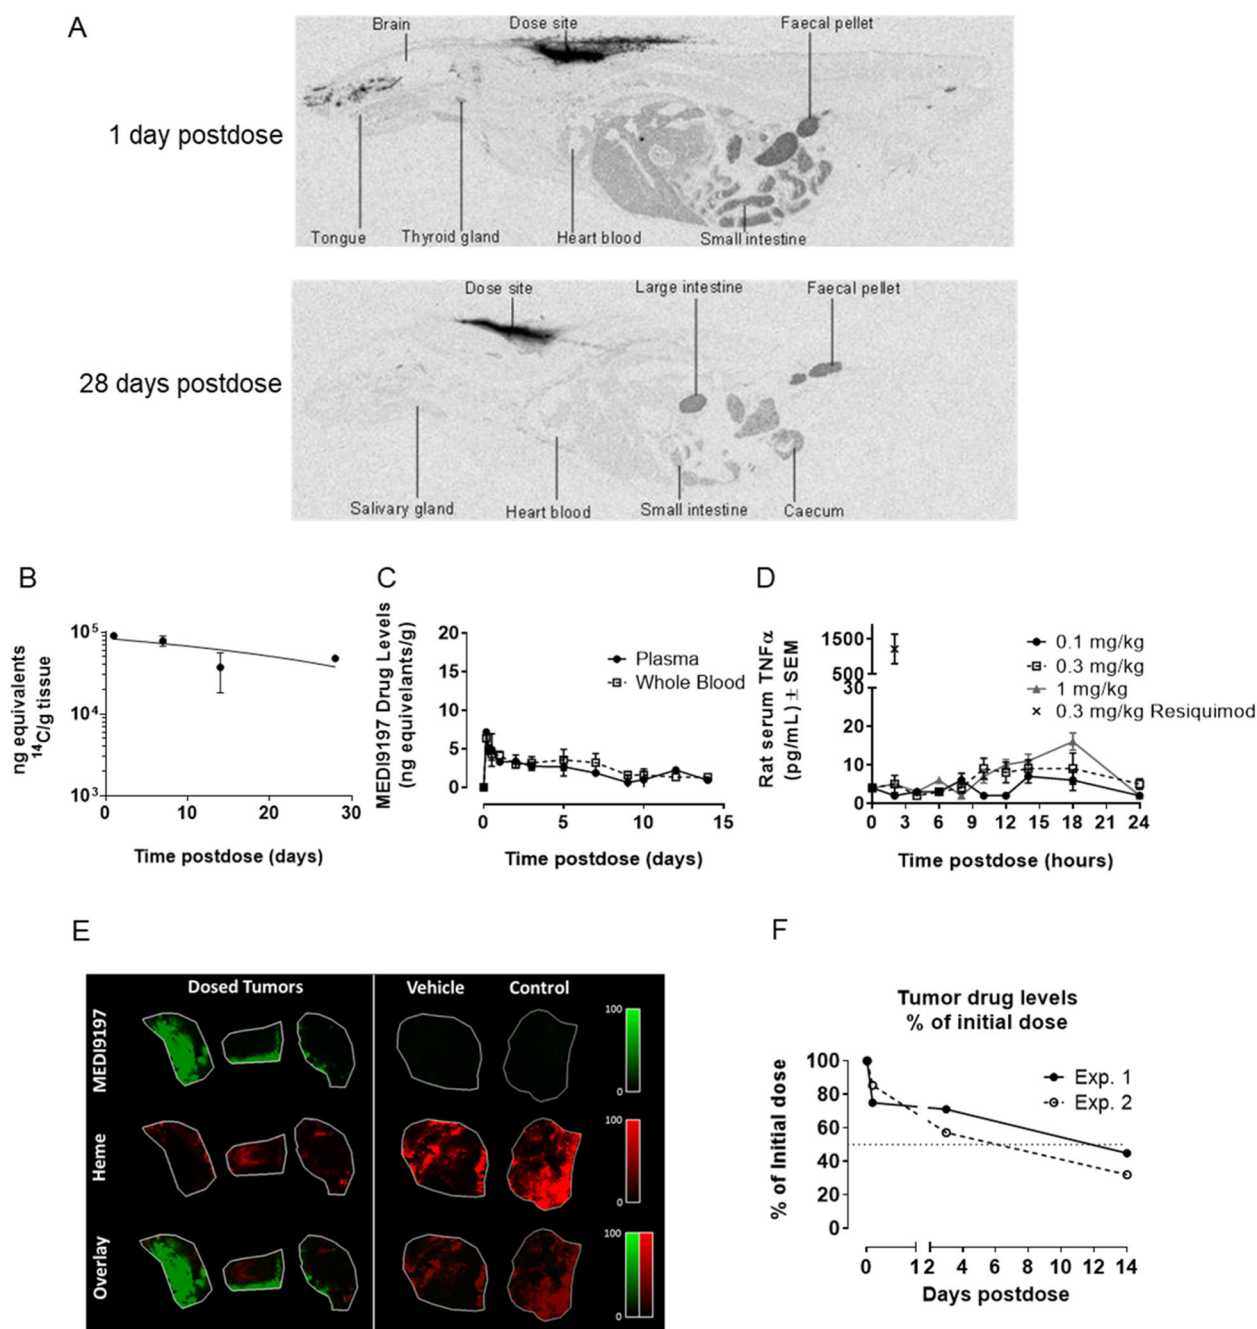 A
Brain
Dose site
Faecal pellet
1 day postdose
Tongue
Thyroid gland
Heart blood
Small intestine
Dose site
Large intestine
Faecal pellet
28 days postdose
Salivary gland
Heart blood
Small intestine
Caecum
B
ng equivalents
14C/g tissue
10^5
10^4
10^3
0
10
20
30
Time postdose (days)
C
MEDI9197 Drug Levels
(ng equivelants/g)
20
15
10
5
0
Plasma
Whole Blood
0
5
10
15
Time postdose (days)
D
Rat serum TNFα
(pg/mL) ± SEM
1500
500
30
20
10
0
0.1 mg/kg
0.3 mg/kg
1 mg/kg
0.3 mg/kg Resiquimod
0
3
6
9
12
15
18
21
24
Time postdose (hours)
E
Dosed Tumors
Vehicle
Control
MEDI9197
100
0
Heme
100
0
Overlay
100
0
F
Tumor drug levels
% of initial dose
% of Initial dose
100
80
60
40
20
0
Exp. 1
Exp. 2
0
1
2
4
6
8
10
12
14
Days postdose